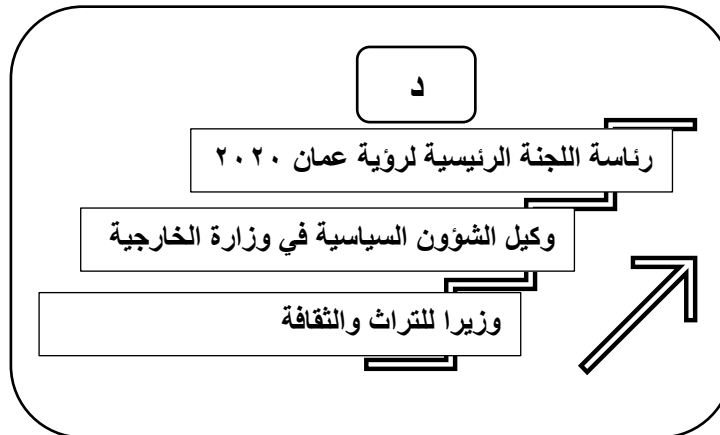 د
رئاسة اللجنة الرئيسية لرؤية عمان ٢٠٢٠
وكيل الشؤون السياسية في وزارة الخارجية
وزيرا للتراث والثقافة